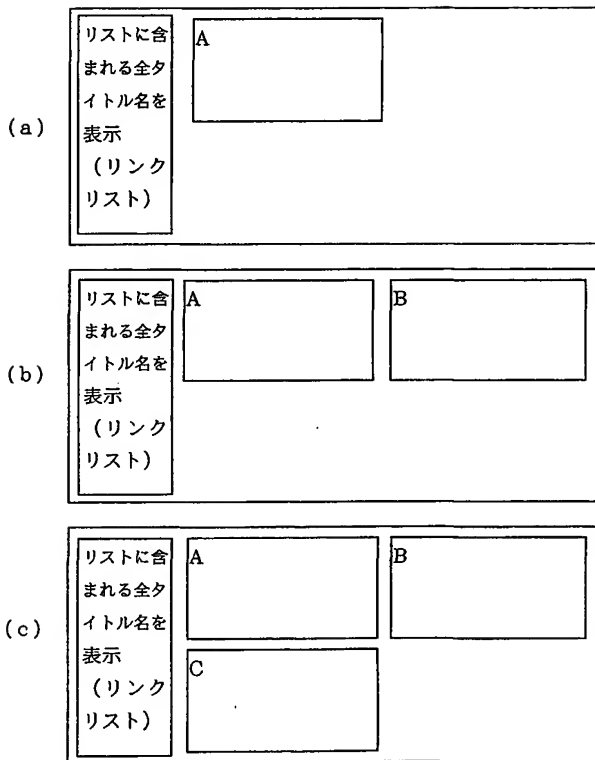 (a)
リストに含
まれる全タ
イトル名を
表示
(リンク
リスト)
A
(b)
リストに含
まれる全タ
イトル名を
表示
(リンク
リスト)
A
B
(c)
リストに含
まれる全タ
イトル名を
表示
(リンク
リスト)
A
B
C